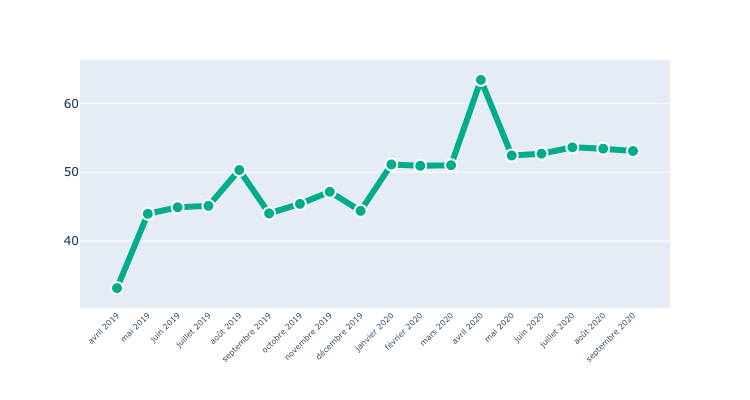 60
50
40
avril 2019
mai 2019
juin 2019
juillet 2019
août 2019
septembre 2019
octobre 2019
novembre 2019
décembre 2019
janvier 2020
février 2020
mars 2020
avril 2020
mai 2020
juin 2020
juillet 2020
août 2020
septembre 2020